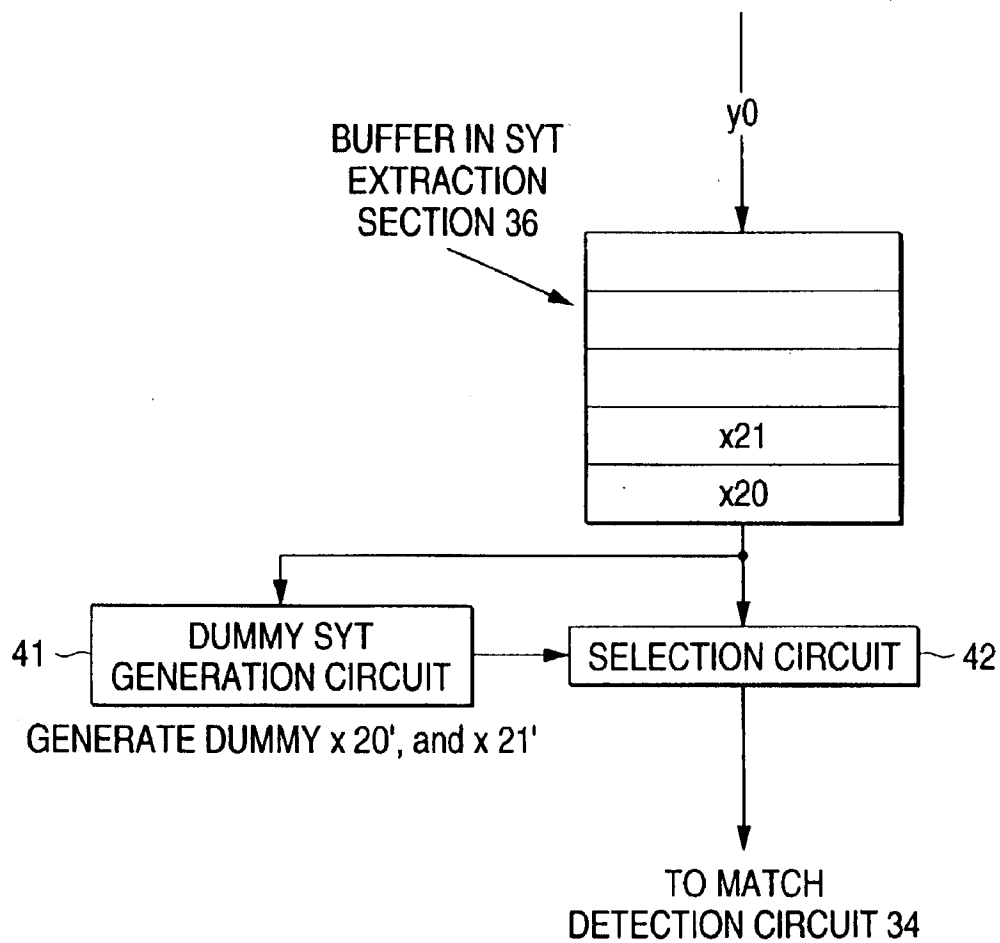 y0
BUFFER IN SYT
EXTRACTION
SECTION 36
x21
x20
41
DUMMY SYT
GENERATION CIRCUIT
SELECTION CIRCUIT
42
GENERATE DUMMY x 20', and x 21'
TO MATCH
DETECTION CIRCUIT 34